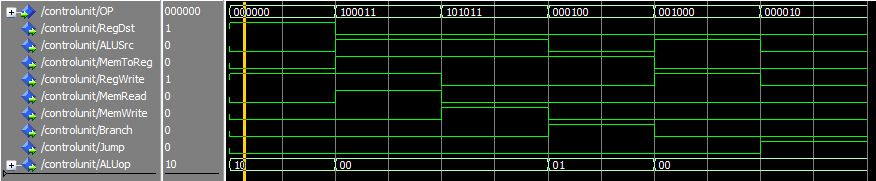 /controlunit/OP 000000 000000 100011 101011 000100 001000 000010
/controlunit/RegDst 1
/controlunit/ALUSrc 0
/controlunit/MemToReg 0
/controlunit/RegWrite 1
/controlunit/MemRead 0
/controlunit/MemWrite 0
/controlunit/Branch 0
/controlunit/Jump 0
/controlunit/ALUop 10 10 00 01 00